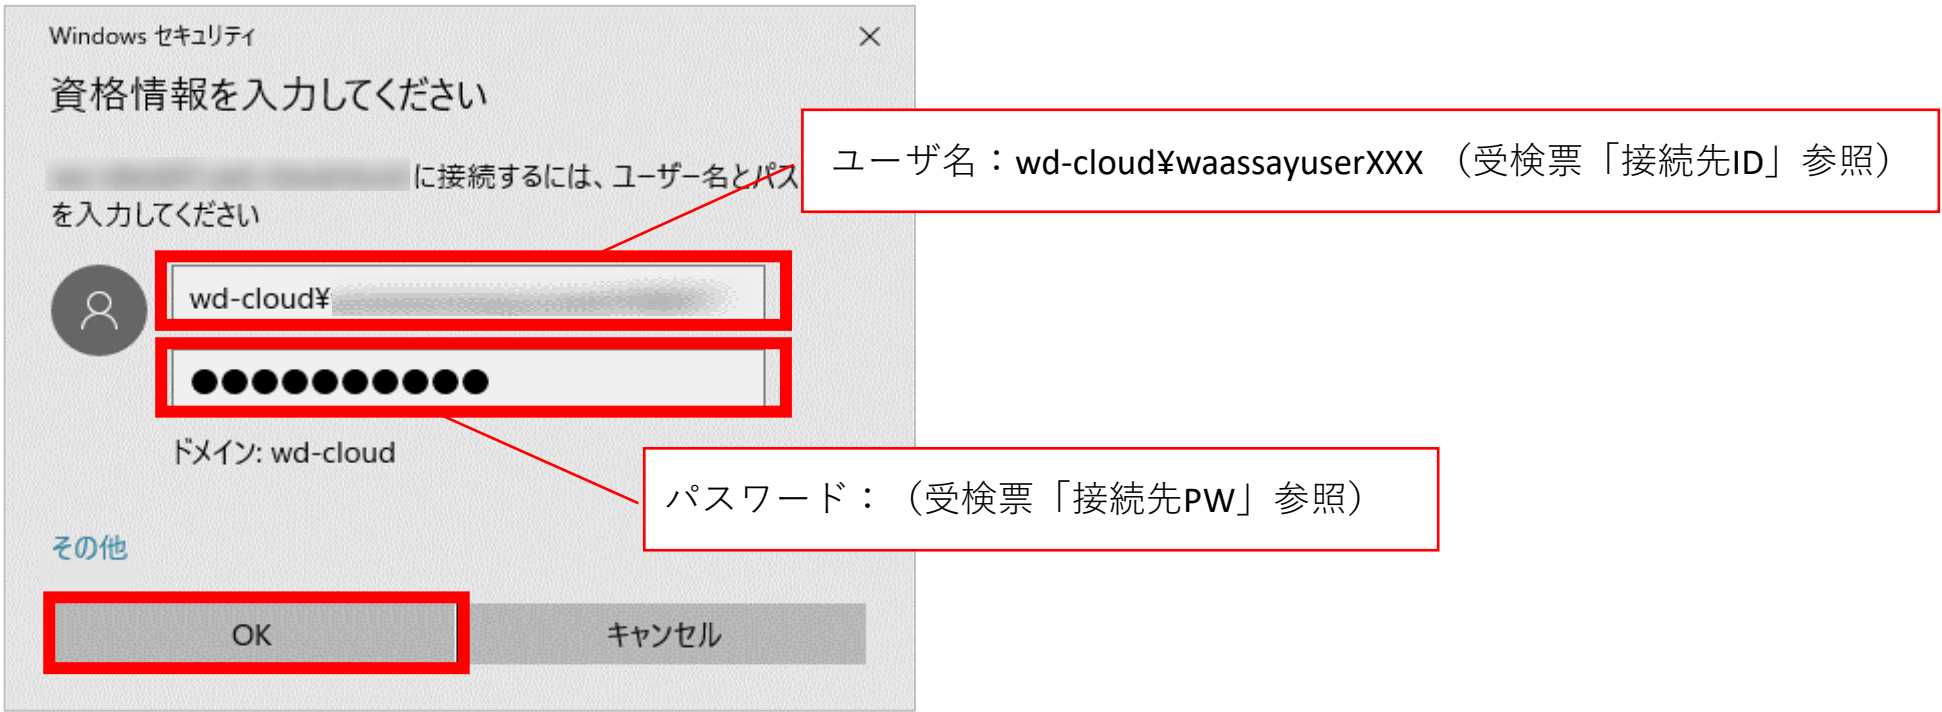 Windows セキュリティ
資格情報を入力してください
に接続するには、ユーザー名とパス
を入力してください
ユーザ名：wd-cloud¥waassayuserXXX （受検票「接続先ID」参照）
wd-cloud¥
●●●●●●●●●●
ドメイン: wd-cloud
パスワード：（受検票「接続先PW」参照）
その他
OK
キャンセル